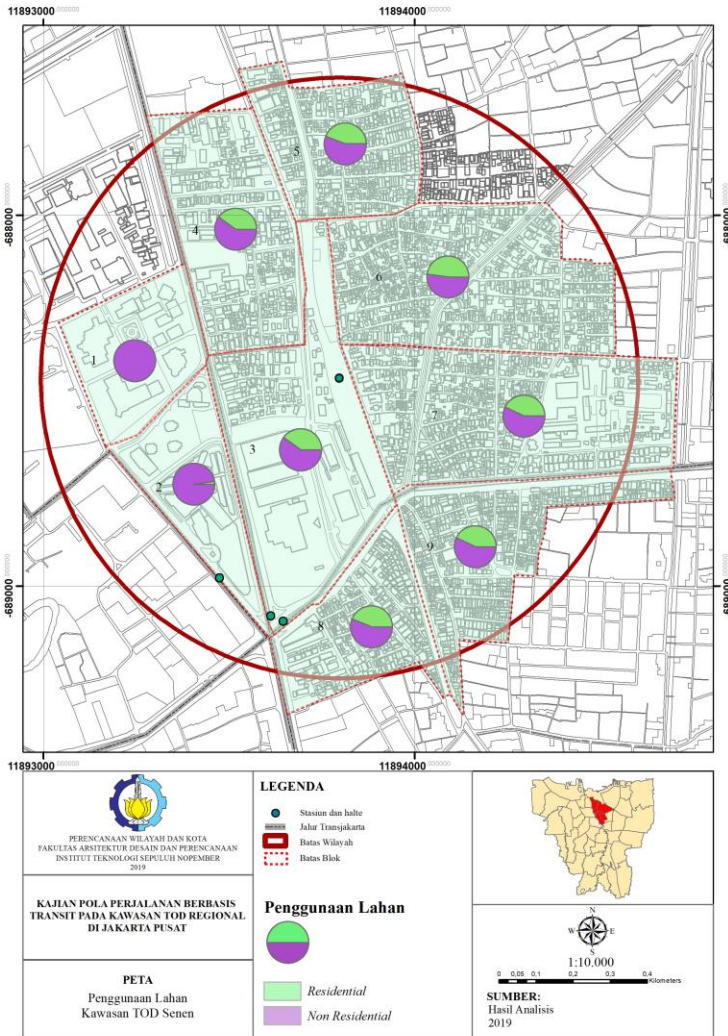 11893000
11894000
-688000
-689000
5
4
6
1
7
3
2
9
8
-688000
-689000
11893000
11894000
PERENCANAAN WILAYAH DAN KOTA
FAKULTAS ARSITEKTUR DESAIN DAN PERENCANAAN
INSTITUT TEKNOLOGI SEPULUH NOPEMBER
2019
KAJIAN POLA PERJALANAN BERBASIS
TRANSIT PADA KAWASAN TOD REGIONAL
DI JAKARTA PUSAT
PETA
Penggunaan Lahan
Kawasan TOD Senen
LEGENDA
Stasiun dan halte
Jalur Transjakarta
Batas Wilayah
Batas Blok
Penggunaan Lahan
Residential
Non Residential
N
W E
S
1:10.000
0 0,05 0,1 0,2 0,3 0,4
Kilometers
SUMBER:
Hasil Analisis
2019